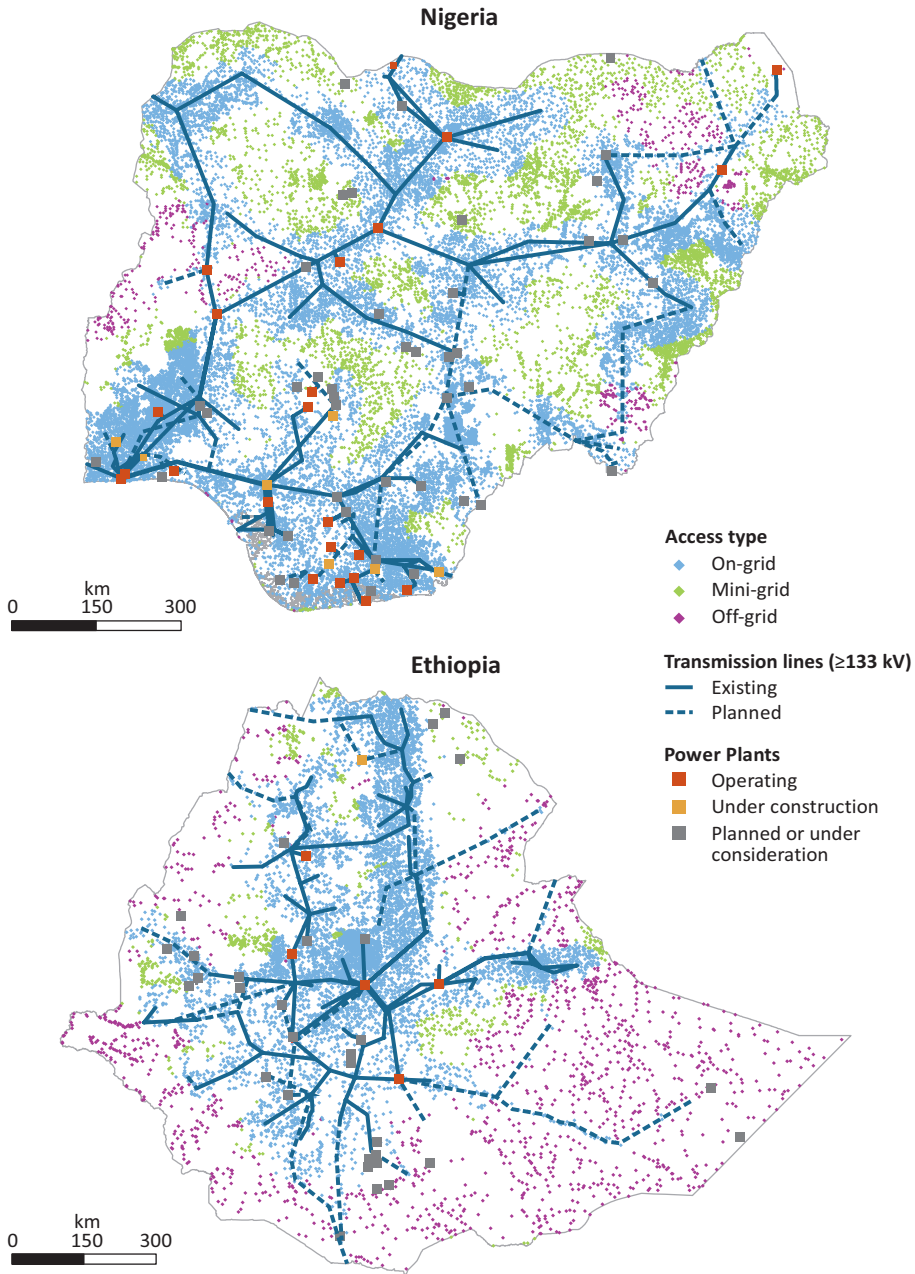 Nigeria
km
0 150 300
Access type
On-grid
Mini-grid
Off-grid
Transmission lines (≥133 kV)
Existing
Planned
Power Plants
Operating
Under construction
Planned or under
consideration
Ethiopia
km
0 150 300